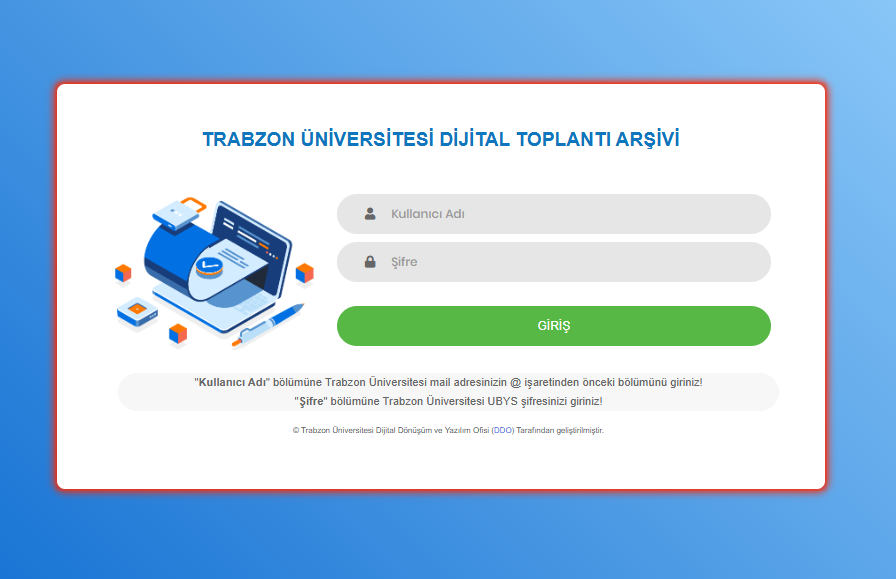 TRABZON ÜNİVERSİTESİ DİJİTAL TOPLANTI ARŞİVİ
Kullanıcı Adı
Şifre
GİRİŞ
"Kullanıcı Adı" bölümüne Trabzon Üniversitesi mail adresinizin @ işaretinden önceki bölümünü giriniz!
"Şifre" bölümüne Trabzon Üniversitesi UBYS şifresinizi giriniz!
© Trabzon Üniversitesi Dijital Dönüşüm ve Yazılım Ofisi (DDO) Tarafından geliştirilmiştir.